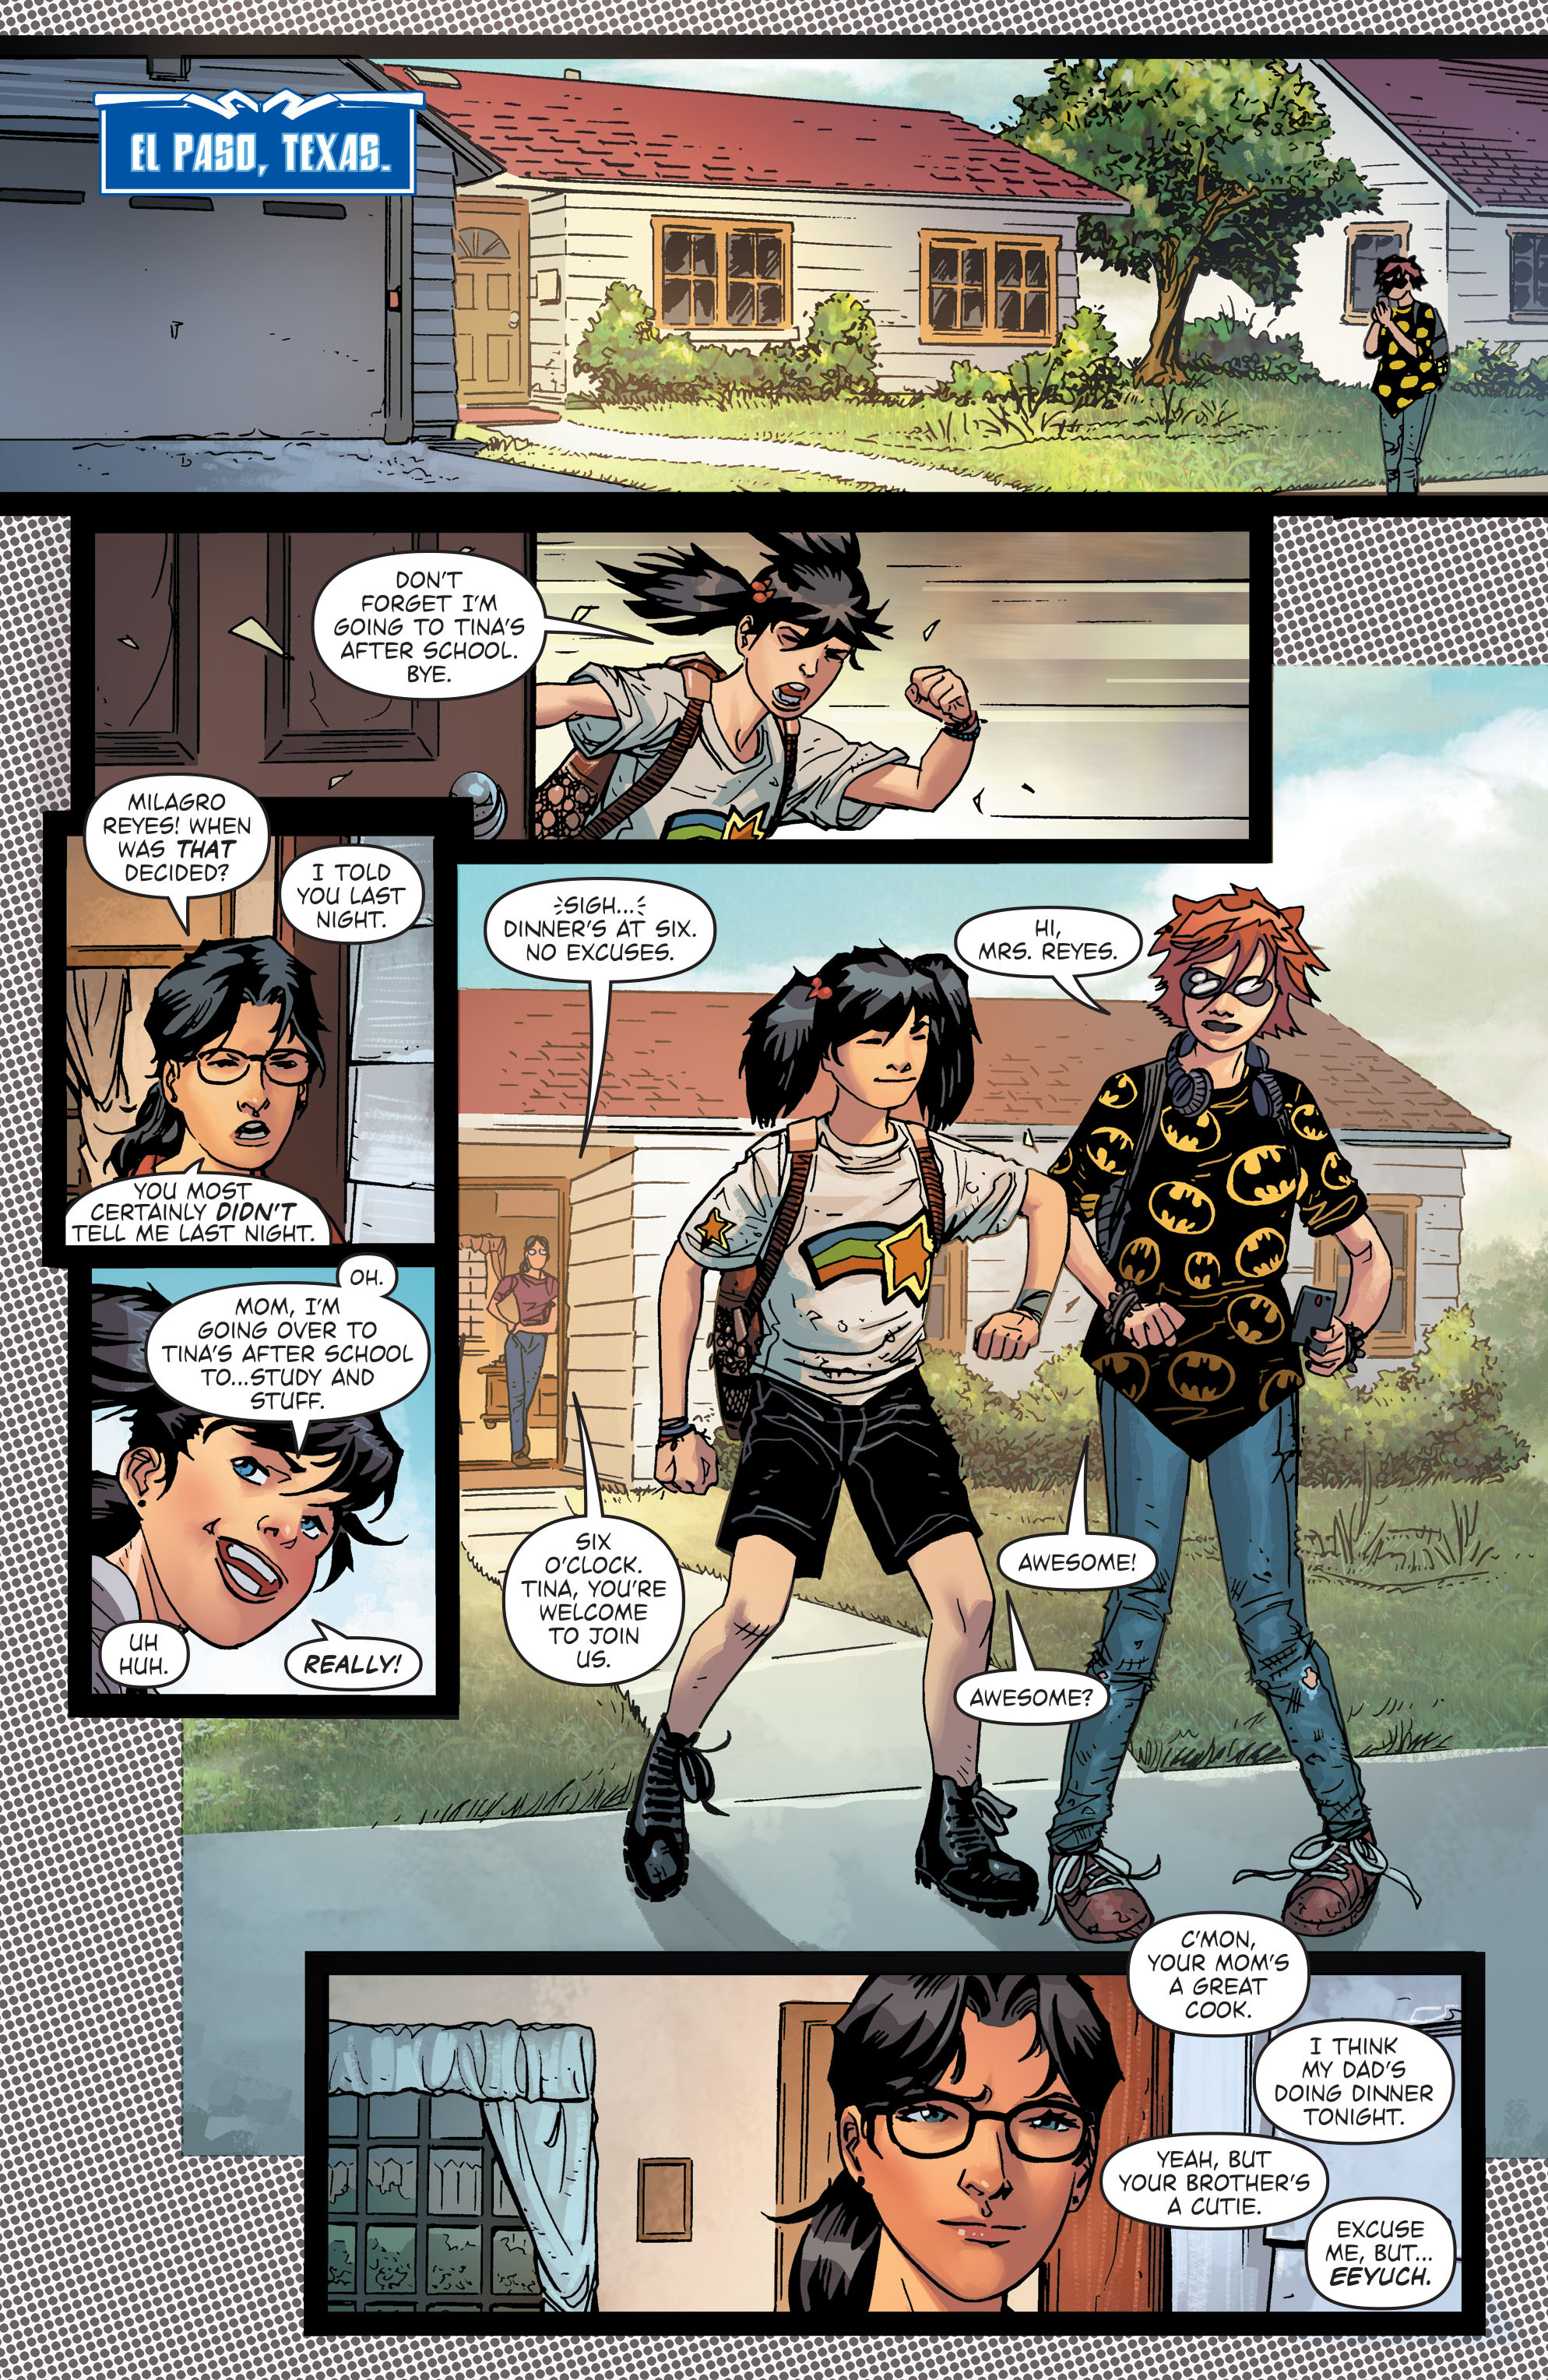 EL PASO, TEXAS.
DON'T
FORGET I'M
GOING TO TINA'S
AFTER SCHOOL.
BYE.
MILAGRO
REYES! WHEN
WAS THAT
DECIDED?
I TOLD
YOU LAST
NIGHT.
YOU MOST
CERTAINLY DIDN'T
TELL ME LAST NIGHT.
OH.
MOM, I'M
GOING OVER TO
TINA'S AFTER SCHOOL
TO...STUDY AND
STUFF.
UH
HUH.
REALLY!
SIGH...
DINNER'S AT SIX.
NO EXCUSES.
HI,
MRS. REYES.
SIX
O'CLOCK.
TINA, YOU'RE
WELCOME
TO JOIN
US.
AWESOME!
AWESOME?
C'MON,
YOUR MOM'S
A GREAT
COOK.
I THINK
MY DAD'S
DOING DINNER
TONIGHT.
YEAH, BUT
YOUR BROTHER'S
A CUTIE.
EXCUSE
ME, BUT...
EEYUCH.